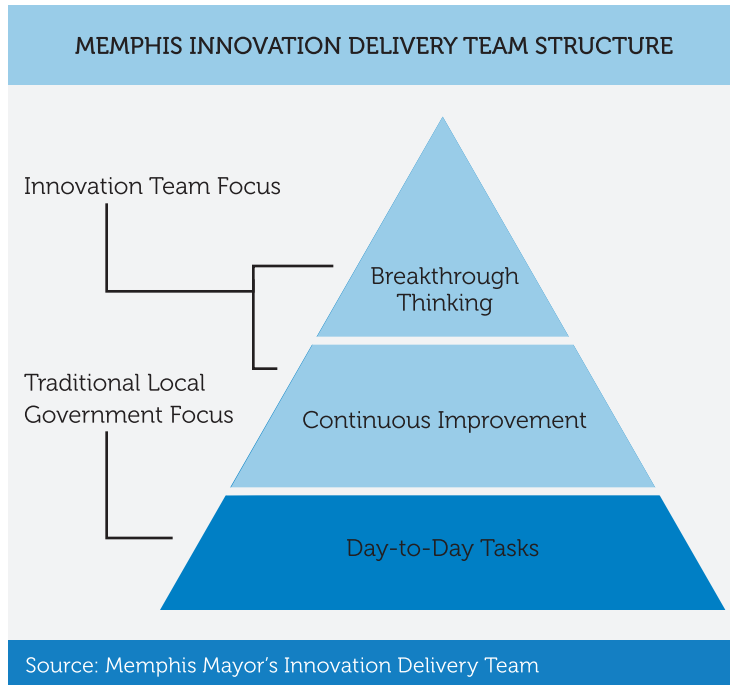 MEMPHIS INNOVATION DELIVERY TEAM STRUCTURE
Innovation Team Focus
Breakthrough
Thinking
Traditional Local
Government Focus
Continuous Improvement
Day-to-Day Tasks
Source: Memphis Mayor’s Innovation Delivery Team